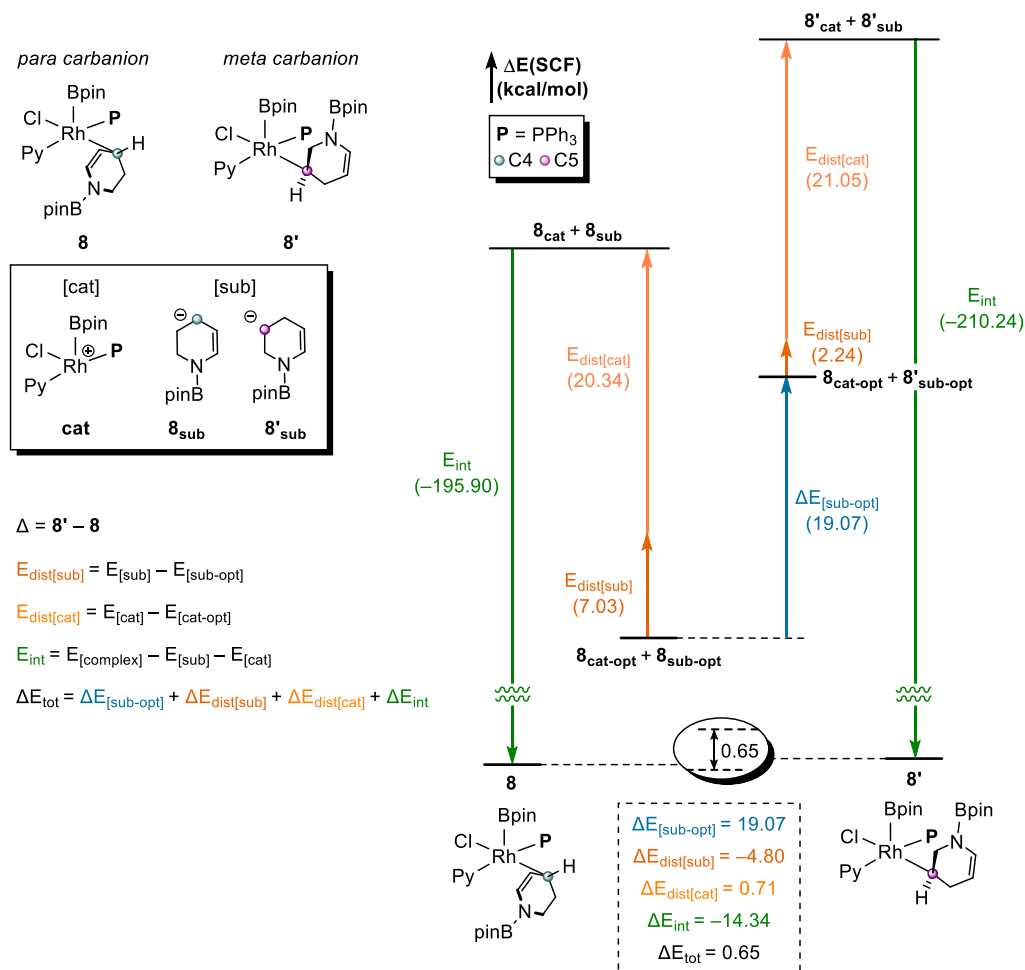 para carbanion
meta carbanion
Bpin
Cl
P
Rh
H
Py
N
pinB
8
Bpin
Bpin
Cl
P
N
Rh
Py
H
8'
[cat]
[sub]
Bpin
Cl
⊕
P
Rh
Py
cat
⊖
N
pinB
8sub
⊖
N
pinB
8'sub
ΔE(SCF)
(kcal/mol)
P = PPh3
C4 C5
Δ = 8' – 8
Edist[sub] = E[sub] – E[sub-opt]
Edist[cat] = E[cat] – E[cat-opt]
Eint = E[complex] – E[sub] – E[cat]
ΔEtot = ΔE[sub-opt] + ΔEdist[sub] + ΔEdist[cat] + ΔEint
8cat + 8sub
Eint
(–195.90)
Edist[cat]
(20.34)
Edist[sub]
(7.03)
8cat-opt + 8sub-opt
8'cat + 8'sub
Edist[cat]
(21.05)
Edist[sub]
(2.24)
8cat-opt + 8'sub-opt
ΔE[sub-opt]
(19.07)
Eint
(–210.24)
0.65
8
8'
Bpin
Cl
P
Rh
H
Py
N
pinB
ΔE[sub-opt] = 19.07
ΔEdist[sub] = –4.80
ΔEdist[cat] = 0.71
ΔEint = –14.34
ΔEtot = 0.65
Bpin
Bpin
Cl
P
N
Rh
Py
H